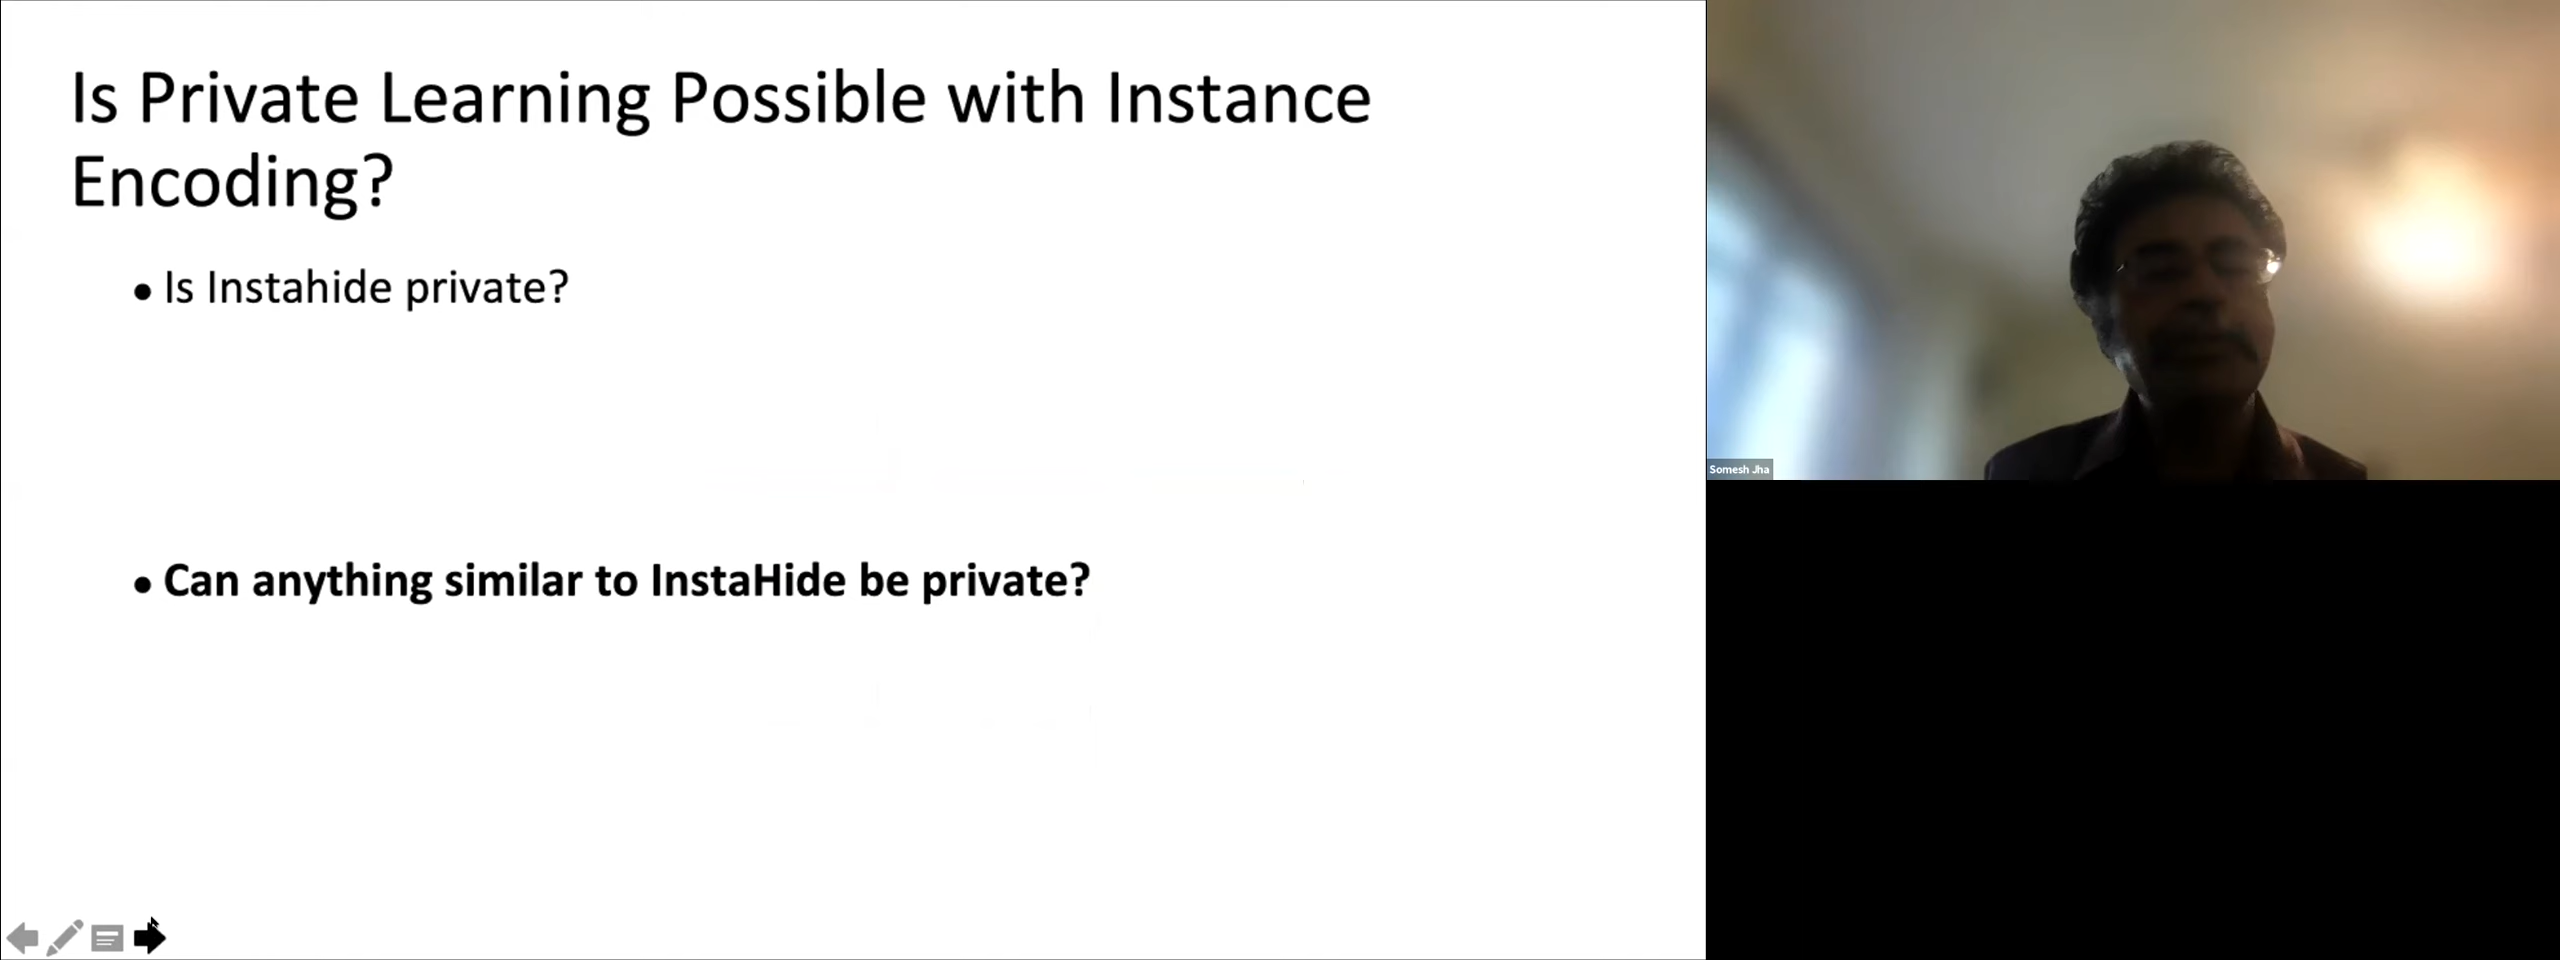 Is Private Learning Possible with Instance
Encoding?
• Is Instahide private?
• Can anything similar to InstaHide be private?
Somesh Jha